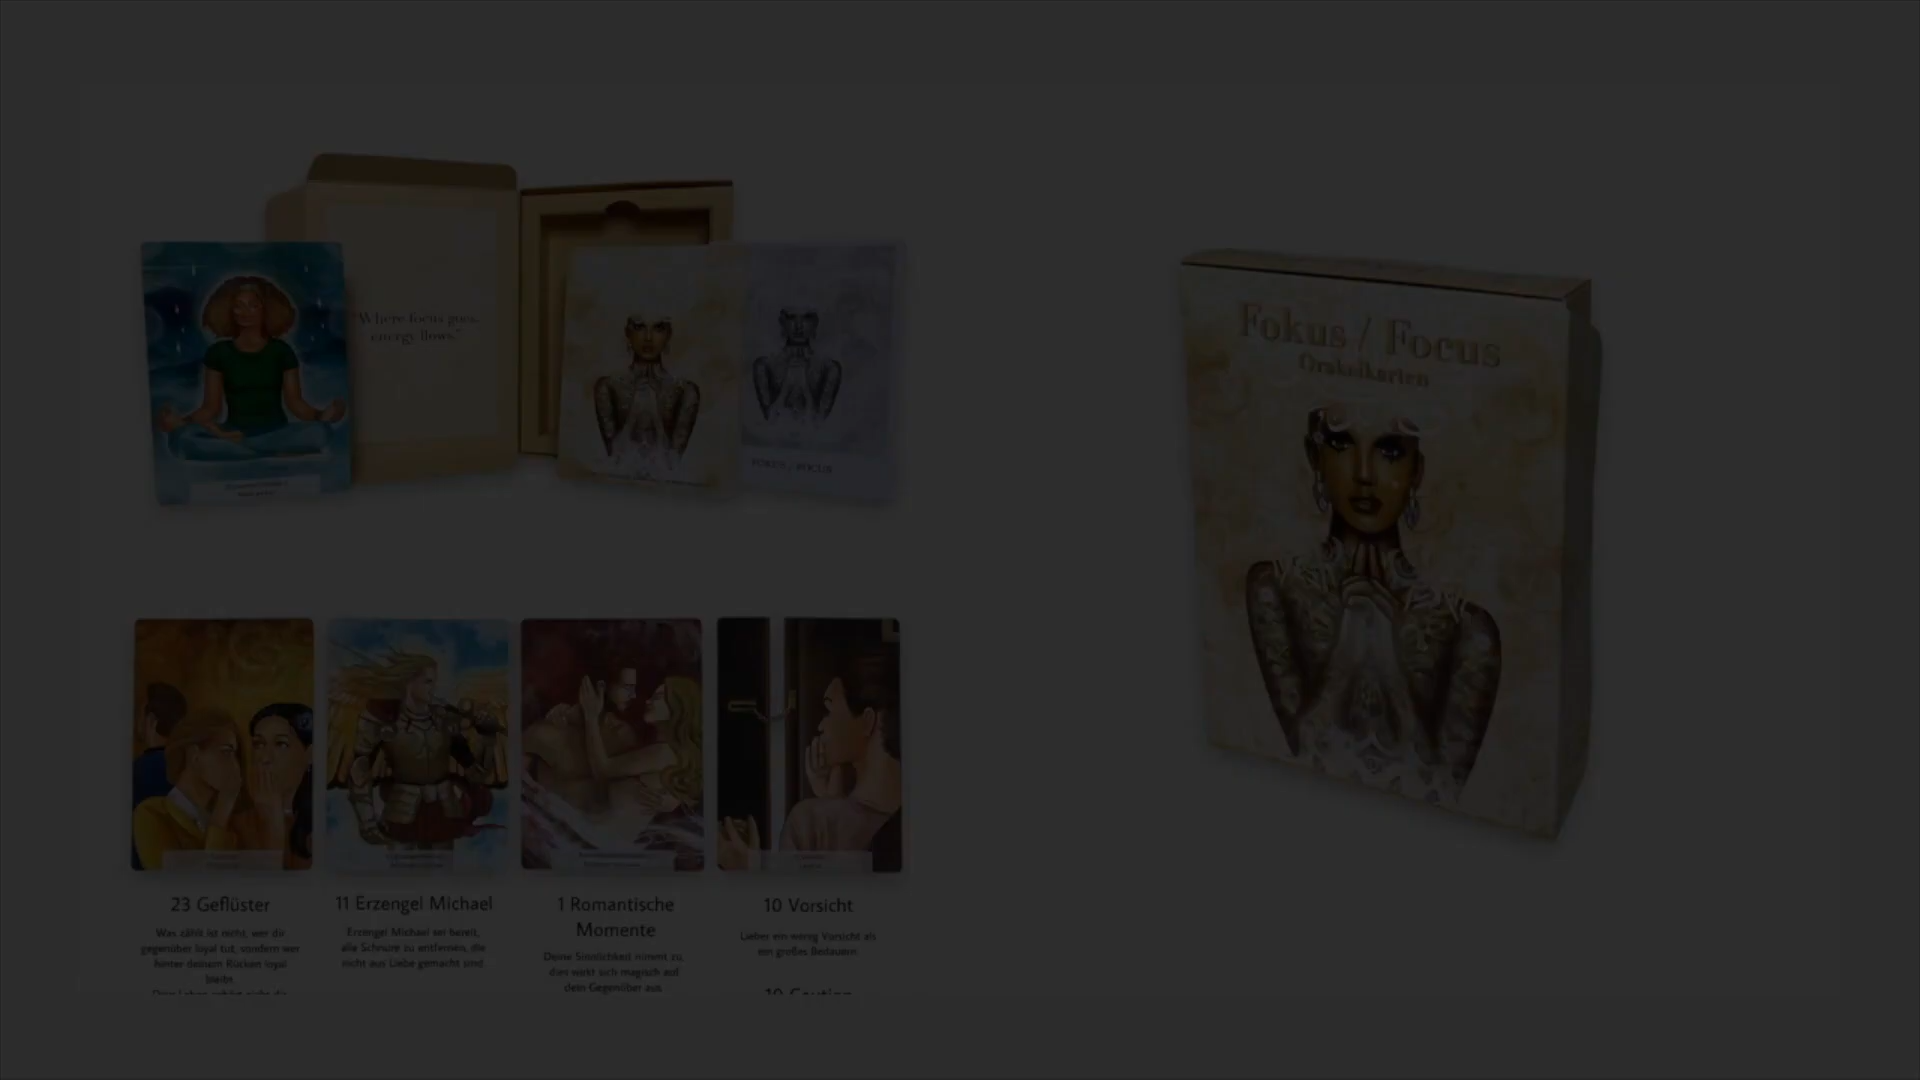 "Where focus goes,
energy flows."
FOKUS / FOCUS
Fokus / Focus
Orakelkarten
23 Geflüster
Was zählt ist nicht, wer dir
gegenüber loyal tut, sondern wer
hinter deinem Rücken loyal
bleibt.
11 Erzengel Michael
Erzengel Michael ist bereit,
alle Schnüre zu entfernen, die
nicht aus Liebe gemacht sind.
1 Romantische
Momente
Deine Sinnlichkeit nimmt zu,
dies wirkt sich magisch auf
dein Gegenüber aus
10 Vorsicht
Lieber ein wenig Vorsicht als
ein großes Bedauern.
10 Caution